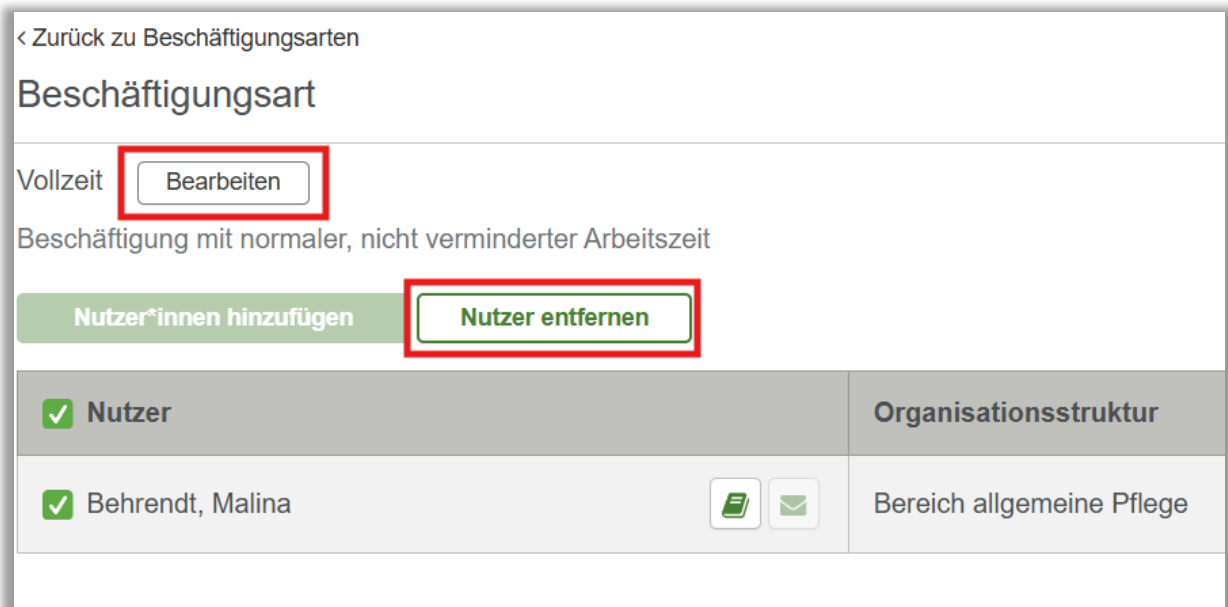 < Zurück zu Beschäftigungsarten
Beschäftigungsart
Vollzeit Bearbeiten
Beschäftigung mit normaler, nicht verminderter Arbeitszeit
Nutzer*innen hinzufügen Nutzer entfernen
Nutzer Organisationsstruktur
Behrendt, Malina Bereich allgemeine Pflege